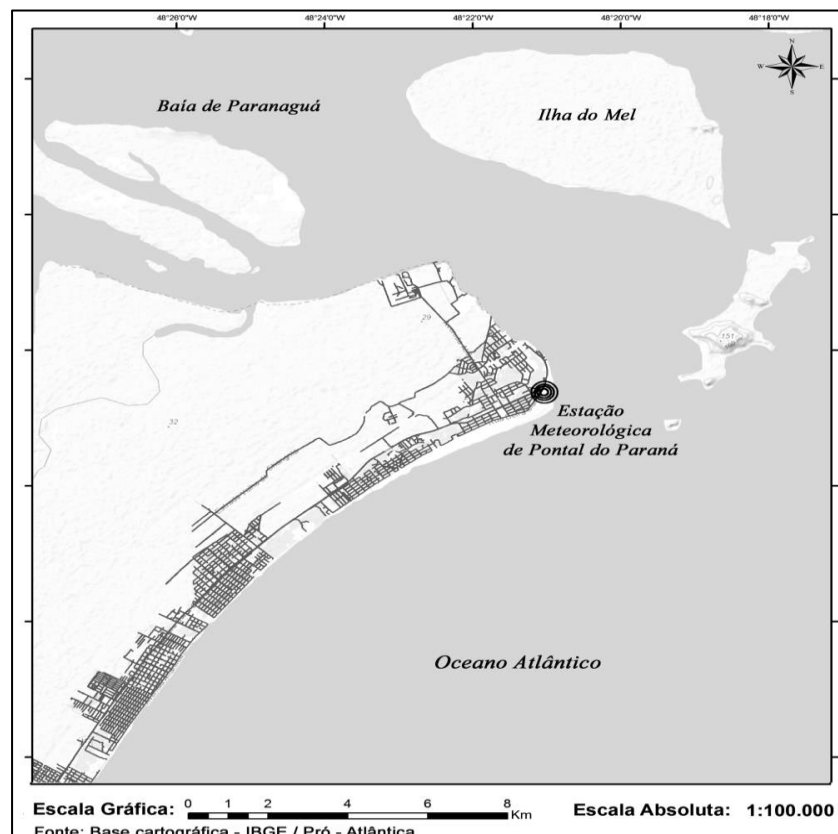 48°26'0"W 48°24'0"W 48°22'0"W 48°20'0"W 48°18'0"W
N
W E
S
Baía de Paranaguá
Ilha do Mel
29
151
32
Estação
Meteorológica
de Pontal do Paraná
Oceano Atlântico
Escala Gráfica: 0 1 2 4 6 8 Km Escala Absoluta: 1:100.000
Fonte: Base cartográfica - IBGE / Pró - Atlântica